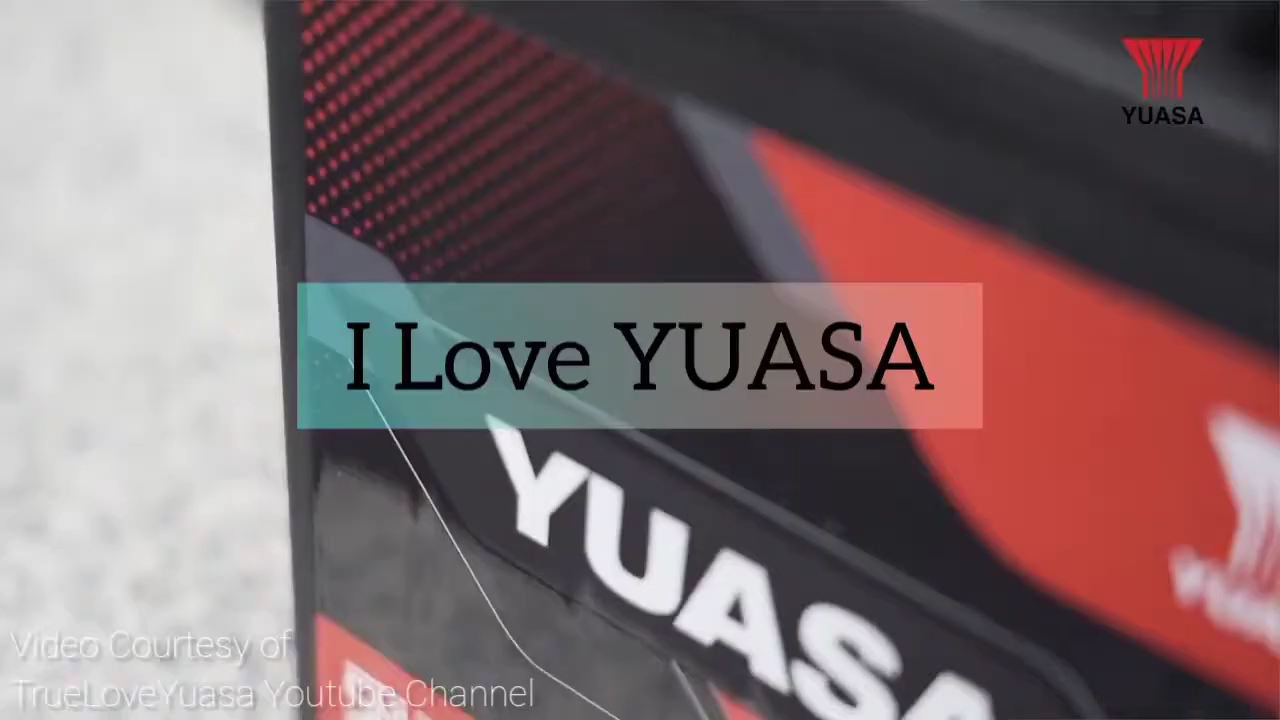 YUASA
I Love YUASA
YUASA
Video Courtesy of
TrueLoveYuasa Youtube Channel